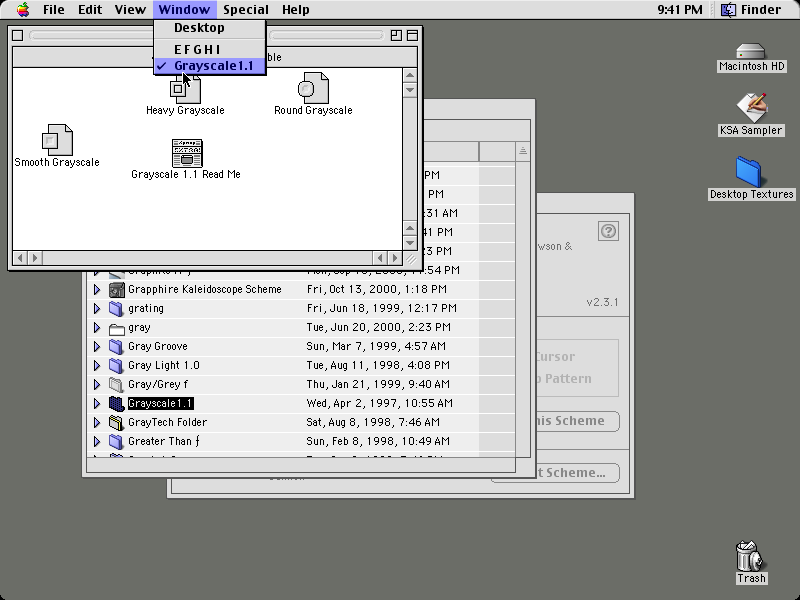 File Edit View Window Special Help 9:41 PM Finder
Desktop
E F G H I
✓ Grayscale1.1
ble
Heavy Grayscale
Round Grayscale
Smooth Grayscale
Grayscale 1.1 Read Me
Macintosh HD
KSA Sampler
Desktop Textures
Trash
PM
PM
:31 AM
41 PM
23 PM
:54 PM
Grapphire Kaleidoscope Scheme Fri, Oct 13, 2000, 1:18 PM
grating Fri, Jun 18, 1999, 12:17 PM
gray Tue, Jun 20, 2000, 2:23 PM
Gray Groove Sun, Mar 7, 1999, 4:57 AM
Gray Light 1.0 Tue, Aug 11, 1998, 4:08 PM
Gray/Grey f Thu, Jan 21, 1999, 9:40 AM
Grayscale1.1 Wed, Apr 2, 1997, 10:55 AM
GrayTech Folder Sat, Aug 8, 1998, 7:46 AM
Greater Than ƒ Sun, Feb 8, 1998, 10:49 AM
wson &
?
v2.3.1
Cursor
p Pattern
his Scheme
t Scheme...